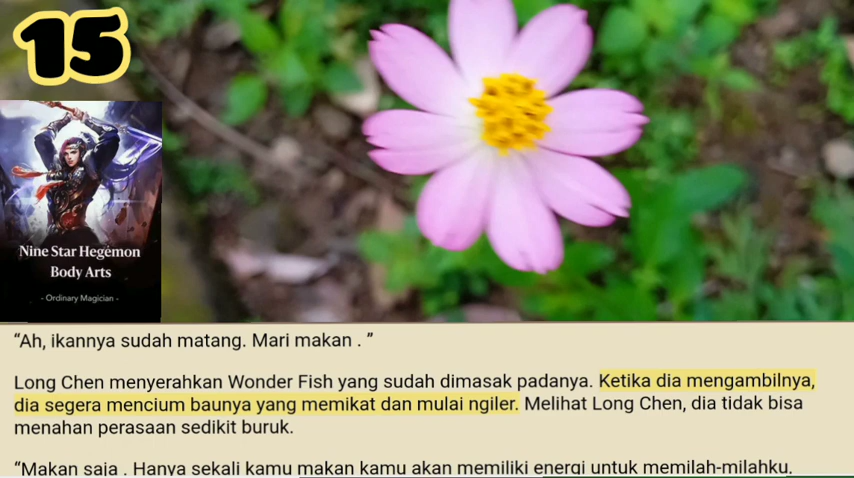 15
Nine Star Hegemon
Body Arts
- Ordinary Magician -
“Ah, ikannya sudah matang. Mari makan . ”
Long Chen menyerahkan Wonder Fish yang sudah dimasak padanya. Ketika dia mengambilnya,
dia segera mencium baunya yang memikat dan mulai ngiler. Melihat Long Chen, dia tidak bisa
menahan perasaan sedikit buruk.
“Makan saja . Hanya sekali kamu makan kamu akan memiliki energi untuk memilah-milahku.